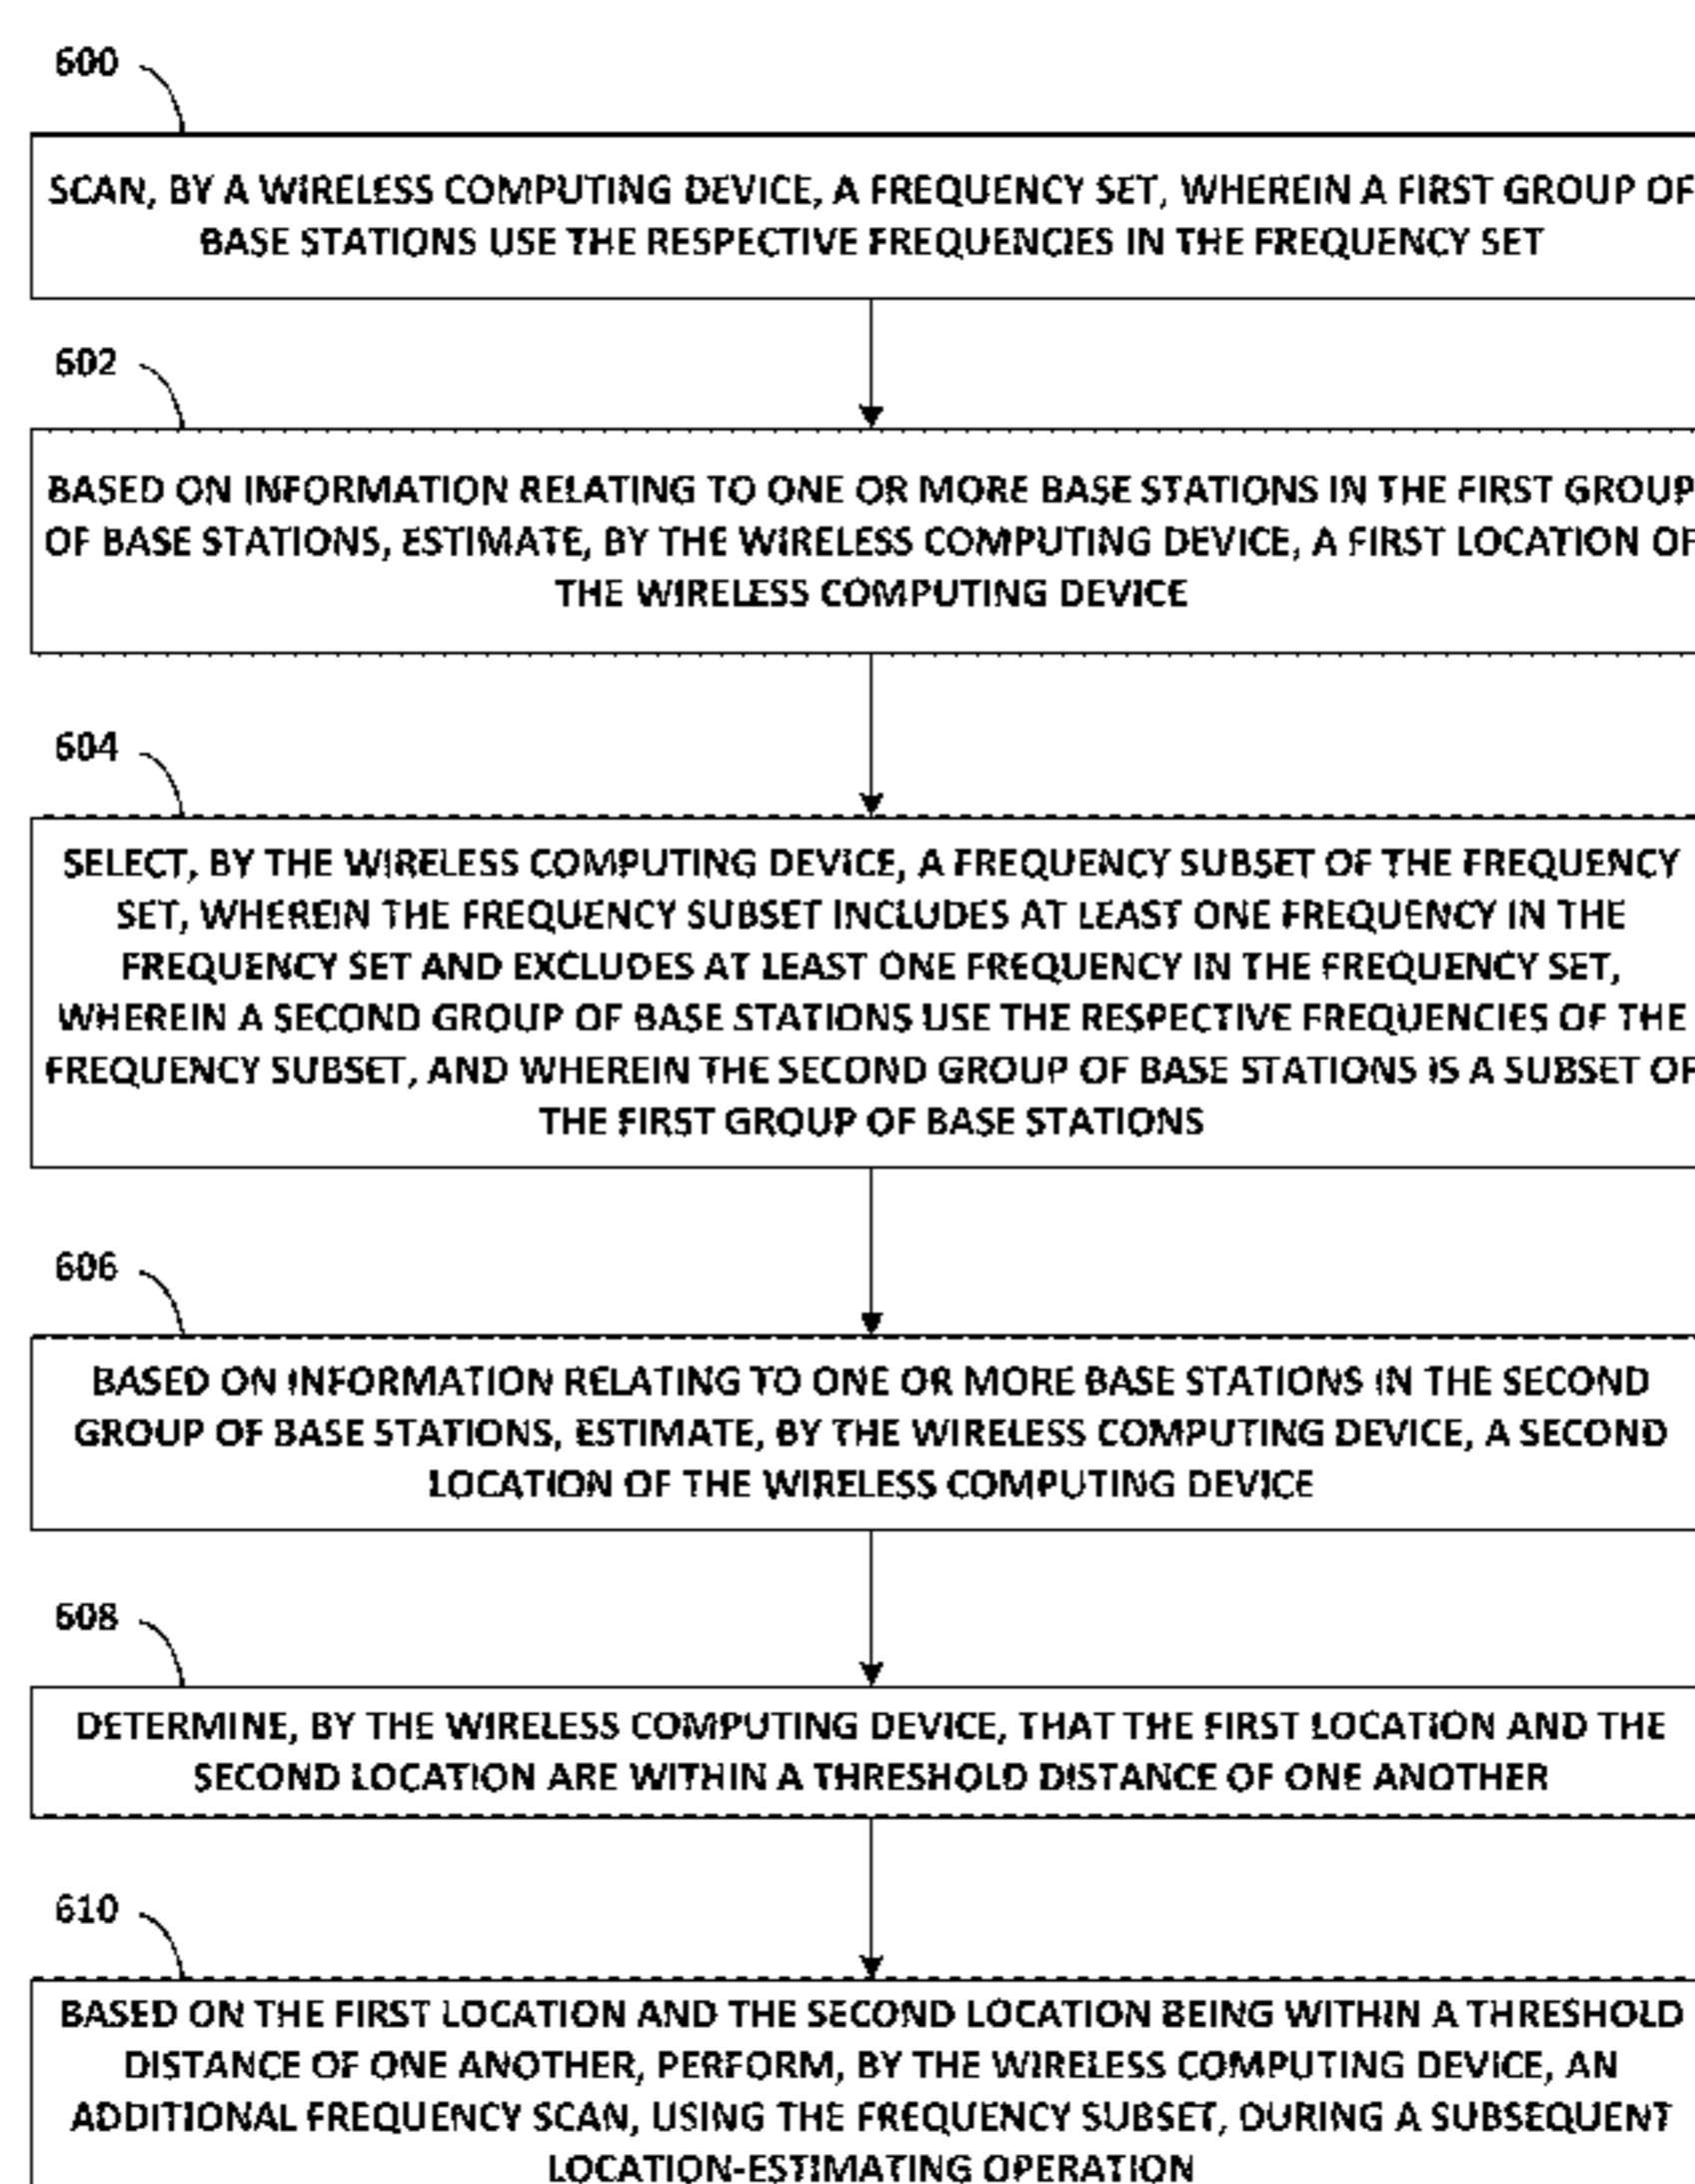 600
SCAN, BY A WIRELESS COMPUTING DEVICE, A FREQUENCY SET, WHEREIN A FIRST GROUP OF
BASE STATIONS USE THE RESPECTIVE FREQUENCIES IN THE FREQUENCY SET
602
BASED ON INFORMATION RELATING TO ONE OR MORE BASE STATIONS IN THE FIRST GROUP
OF BASE STATIONS, ESTIMATE, BY THE WIRELESS COMPUTING DEVICE, A FIRST LOCATION OF
THE WIRELESS COMPUTING DEVICE
604
SELECT, BY THE WIRELESS COMPUTING DEVICE, A FREQUENCY SUBSET OF THE FREQUENCY
SET, WHEREIN THE FREQUENCY SUBSET INCLUDES AT LEAST ONE FREQUENCY IN THE
FREQUENCY SET AND EXCLUDES AT LEAST ONE FREQUENCY IN THE FREQUENCY SET,
WHEREIN A SECOND GROUP OF BASE STATIONS USE THE RESPECTIVE FREQUENCIES OF THE
FREQUENCY SUBSET, AND WHEREIN THE SECOND GROUP OF BASE STATIONS IS A SUBSET OF
THE FIRST GROUP OF BASE STATIONS
606
BASED ON INFORMATION RELATING TO ONE OR MORE BASE STATIONS IN THE SECOND
GROUP OF BASE STATIONS, ESTIMATE, BY THE WIRELESS COMPUTING DEVICE, A SECOND
LOCATION OF THE WIRELESS COMPUTING DEVICE
608
DETERMINE, BY THE WIRELESS COMPUTING DEVICE, THAT THE FIRST LOCATION AND THE
SECOND LOCATION ARE WITHIN A THRESHOLD DISTANCE OF ONE ANOTHER
610
BASED ON THE FIRST LOCATION AND THE SECOND LOCATION BEING WITHIN A THRESHOLD
DISTANCE OF ONE ANOTHER, PERFORM, BY THE WIRELESS COMPUTING DEVICE, AN
ADDITIONAL FREQUENCY SCAN, USING THE FREQUENCY SUBSET, DURING A SUBSEQUENT
LOCATION-ESTIMATING OPERATION